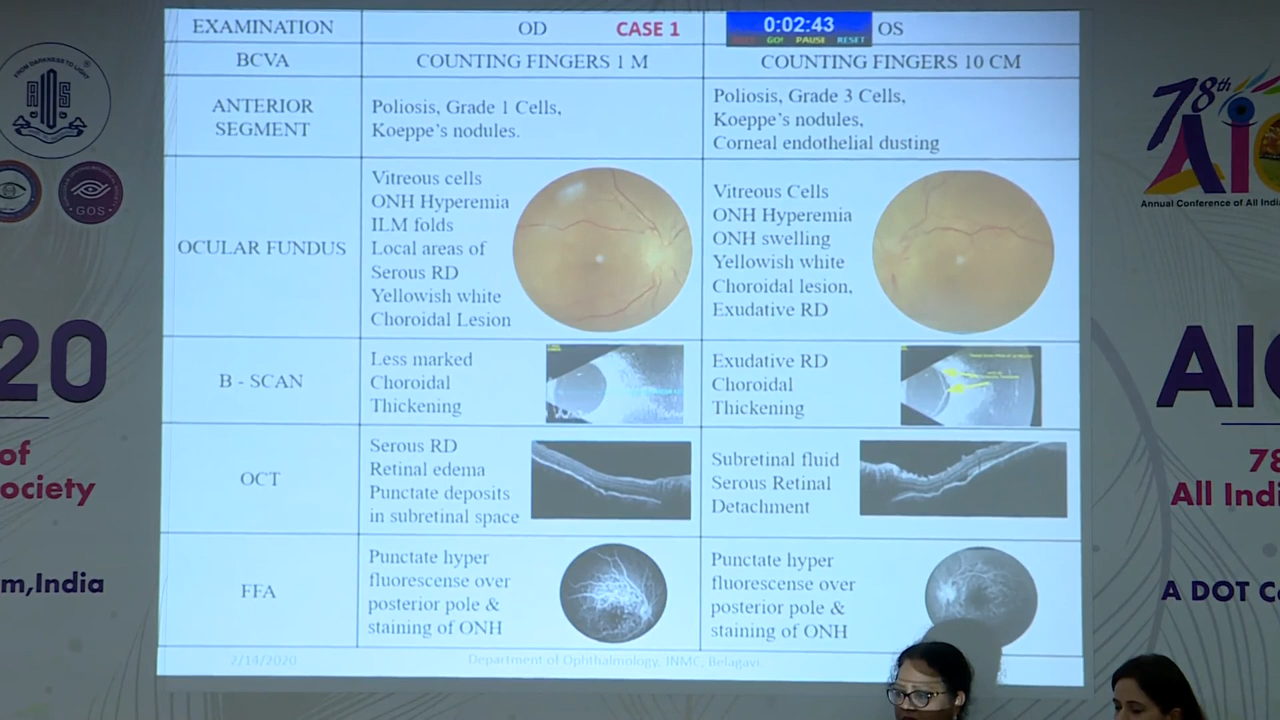 FROM DARKNESS TO LIGHT
AIOS
GOS
20
of
ociety
m,India
EXAMINATION
OD
CASE 1
0:02:43
GO!
PAUSE
RESET
OS
BCVA
COUNTING FINGERS 1 M
COUNTING FINGERS 10 CM
ANTERIOR
SEGMENT
Poliosis, Grade 1 Cells,
Koeppe's nodules.
Poliosis, Grade 3 Cells,
Koeppe's nodules,
Corneal endothelial dusting
OCULAR FUNDUS
Vitreous cells
ONH Hyperemia
ILM folds
Local areas of
Serous RD
Yellowish white
Choroidal Lesion
Vitreous Cells
ONH Hyperemia
ONH swelling
Yellowish white
Choroidal lesion,
Exudative RD
B - SCAN
Less marked
Choroidal
Thickening
Exudative RD
Choroidal
Thickening
OCT
Serous RD
Retinal edema
Punctate deposits
in subretinal space
Subretinal fluid
Serous Retinal
Detachment
FFA
Punctate hyper
fluorescense over
posterior pole &
staining of ONH
Punctate hyper
fluorescense over
posterior pole &
staining of ONH
2/14/2020
Department of Ophthalmology, JNMC, Belagavi.
78th
AIO
Annual Conference of All Indi
AI
78
All Indi
A DOT C